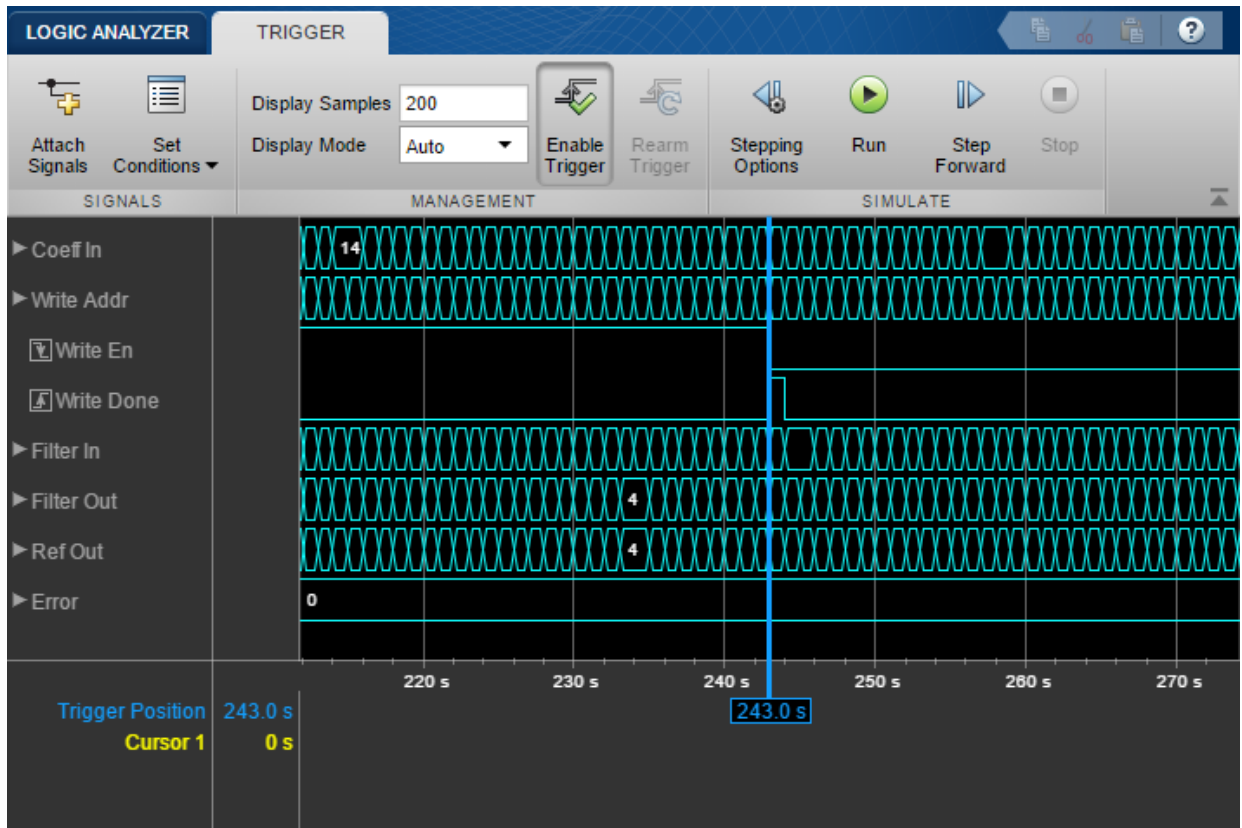 LOGIC ANALYZER
TRIGGER
?
Attach
Signals
Set
Conditions
Display Samples 200
Display Mode Auto
Enable
Trigger
Rearm
Trigger
Stepping
Options
Run
Step
Forward
Stop
SIGNALS
MANAGEMENT
SIMULATE
Coeff In
14
Write Addr
Write En
Write Done
Filter In
Filter Out
4
Ref Out
4
Error
0
220 s
230 s
240 s
250 s
260 s
270 s
Trigger Position 243.0 s
243.0 s
Cursor 1 0 s